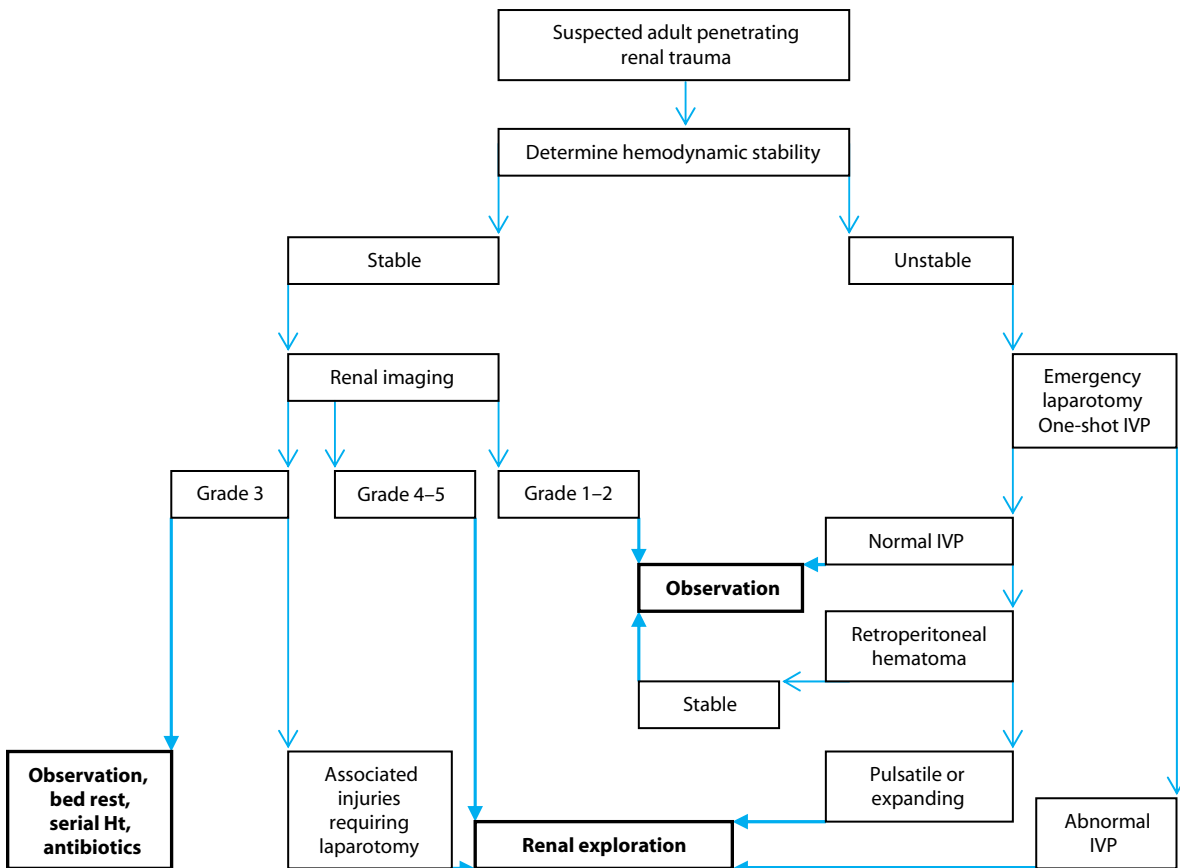 Suspected adult penetrating
renal trauma
Determine hemodynamic stability
Stable
Unstable
Renal imaging
Emergency
laparotomy
One-shot IVP
Grade 3
Grade 4–5
Grade 1–2
Normal IVP
Observation
Retroperitoneal
hematoma
Stable
Observation,
bed rest,
serial Ht,
antibiotics
Associated
injuries
requiring
laparotomy
Pulsatile or
expanding
Renal exploration
Abnormal
IVP